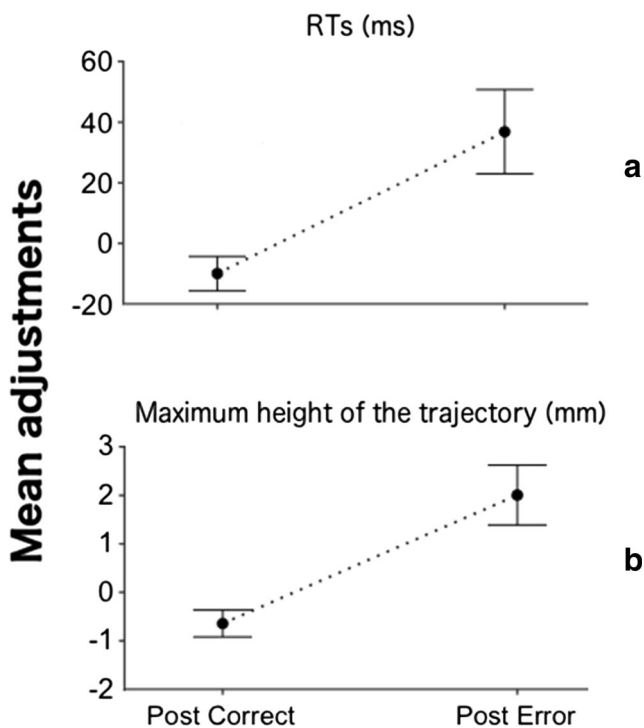 RTs (ms)
60
40
20
0
-20
a
Mean adjustments
Maximum height of the trajectory (mm)
3
2
1
0
-1
-2
b
Post Correct Post Error